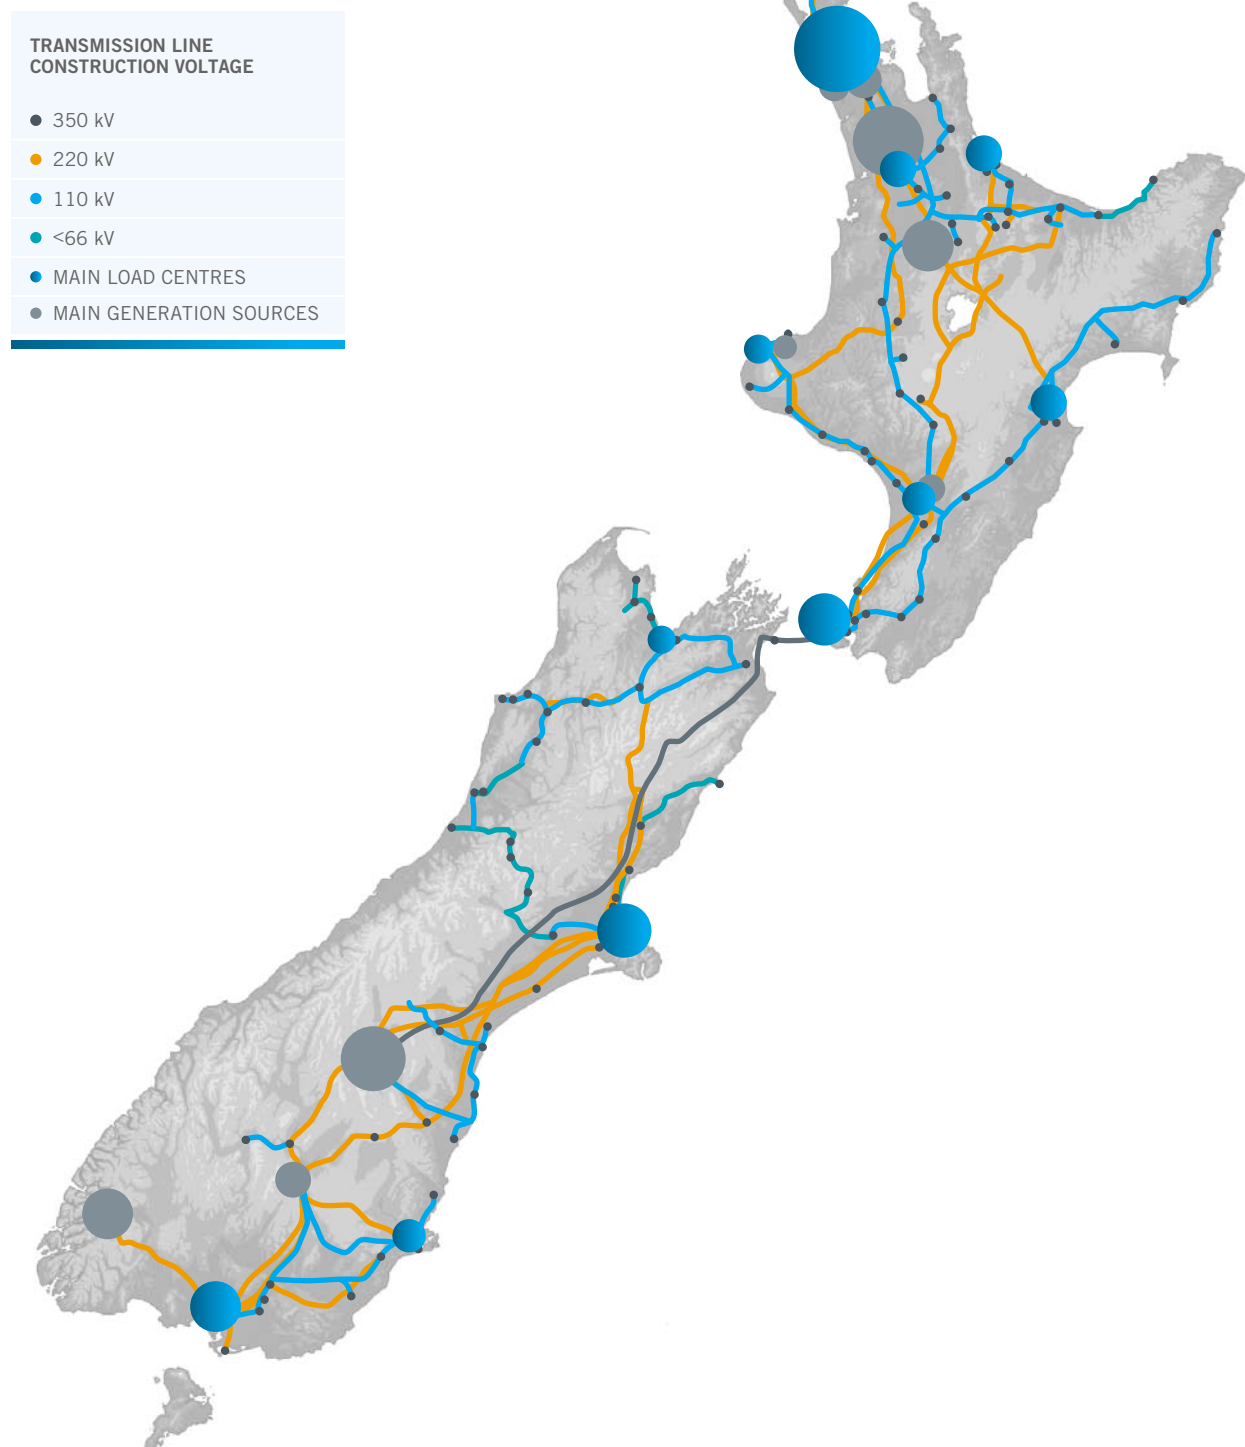 TRANSMISSION LINE
CONSTRUCTION VOLTAGE
350 kV
220 kV
110 kV
<66 kV
MAIN LOAD CENTRES
MAIN GENERATION SOURCES